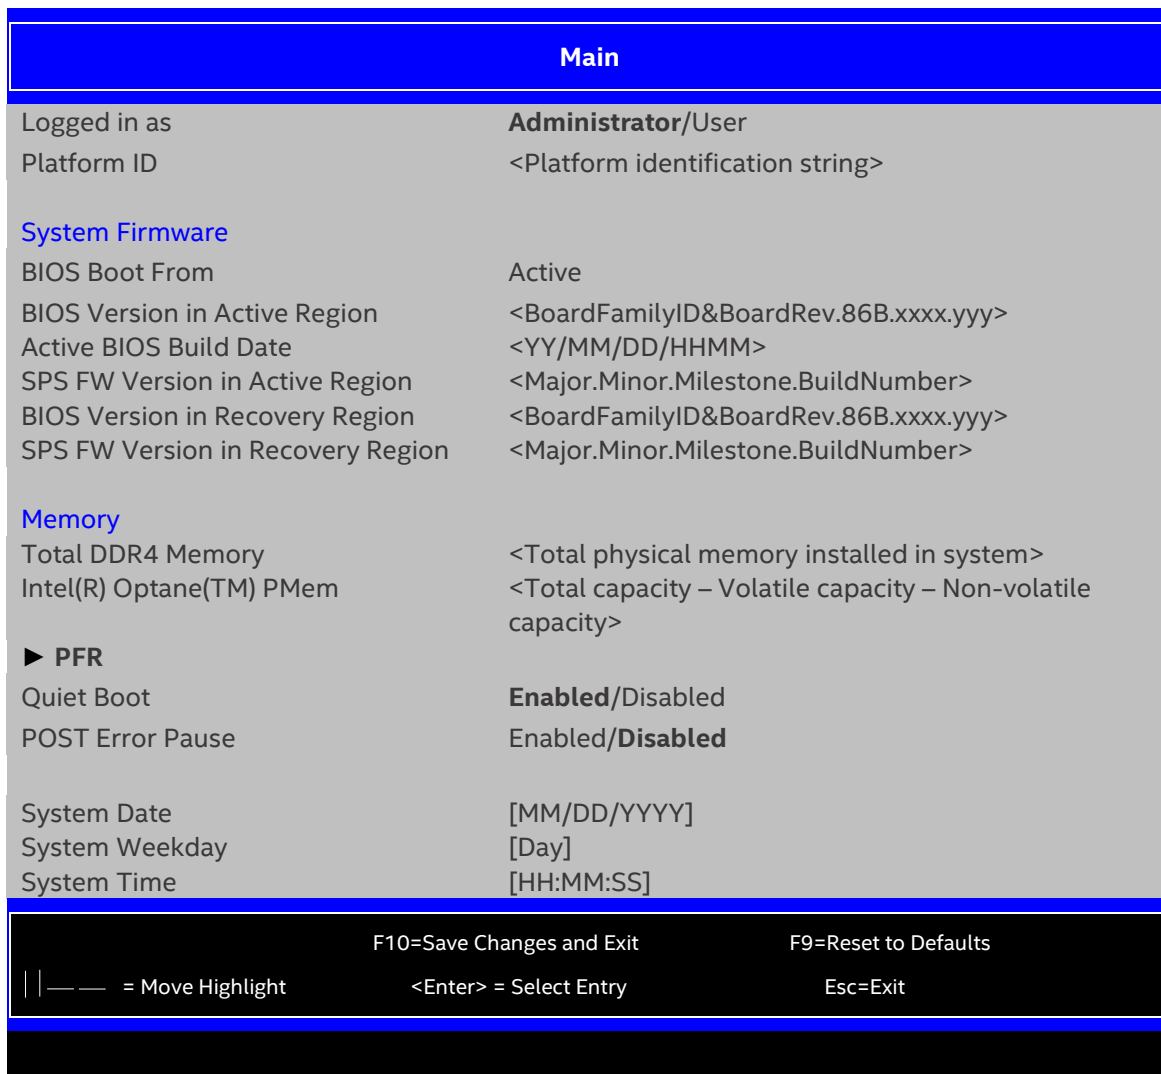 Main
Logged in as Administrator/User
Platform ID <Platform identification string>
System Firmware
BIOS Boot From Active
BIOS Version in Active Region <BoardFamilyID&BoardRev.86B.xxxx.yyy>
Active BIOS Build Date <YY/MM/DD/HHMM>
SPS FW Version in Active Region <Major.Minor.Milestone.BuildNumber>
BIOS Version in Recovery Region <BoardFamilyID&BoardRev.86B.xxxx.yyy>
SPS FW Version in Recovery Region <Major.Minor.Milestone.BuildNumber>
Memory
Total DDR4 Memory <Total physical memory installed in system>
Intel(R) Optane(TM) PMem <Total capacity – Volatile capacity – Non-volatile
capacity>
► PFR
Quiet Boot Enabled/Disabled
POST Error Pause Enabled/Disabled
System Date [MM/DD/YYYY]
System Weekday [Day]
System Time [HH:MM:SS]
F10=Save Changes and Exit F9=Reset to Defaults
= Move Highlight <Enter> = Select Entry Esc=Exit